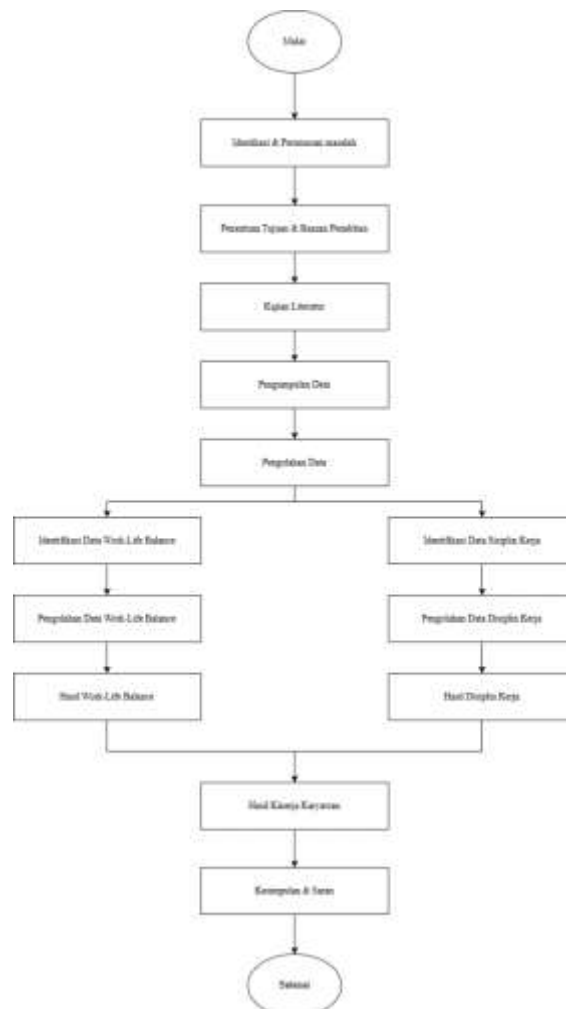 Mulai
Identifikasi & Perumusan masalah
Penentuan Tujuan & Batasan Penelitian
Kajian Literatur
Pengumpulan Data
Pengolahan Data
Identifikasi Data Work-Life Balance
Identifikasi Data Disiplin Kerja
Pengolahan Data Work-Life Balance
Pengolahan Data Disiplin Kerja
Hasil Work-Life Balance
Hasil Disiplin Kerja
Hasil Kinerja Karyawan
Kesimpulan & Saran
Selesai